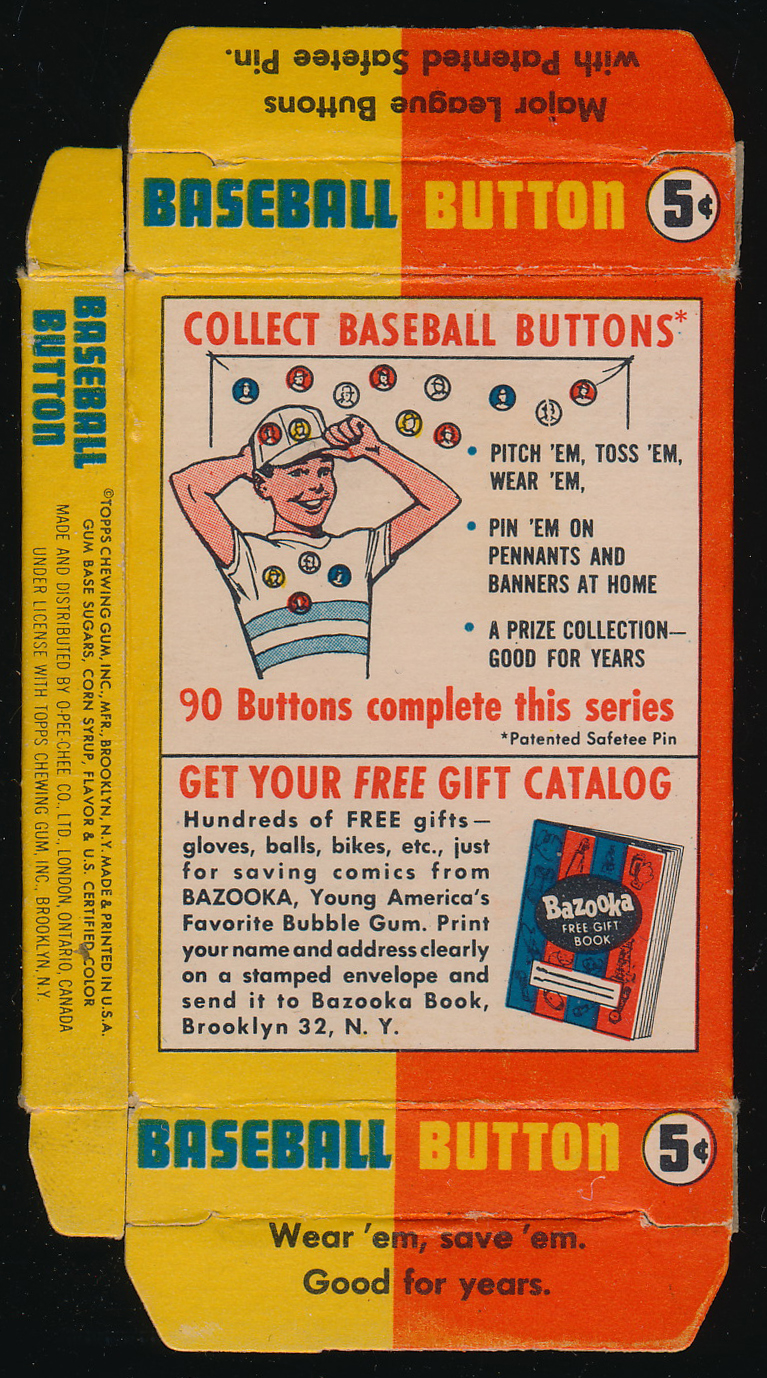 Major League Buttons
with Patented Safetee Pin.
BASEBALL BUTTON 5¢
BASEBALL
BUTTON
©TOPPS CHEWING GUM, INC., MFR., BROOKLYN, N.Y. MADE & PRINTED IN U.S.A.
GUM BASE SUGARS, CORN SYRUP, FLAVOR & U.S. CERTIFIED COLOR
MADE AND DISTRIBUTED BY O-PEE-CHEE CO., LTD., LONDON, ONTARIO, CANADA
UNDER LICENSE WITH TOPPS CHEWING GUM, INC., BROOKLYN, N.Y.
COLLECT BASEBALL BUTTONS*
• PITCH 'EM, TOSS 'EM,
WEAR 'EM,
• PIN 'EM ON
PENNANTS AND
BANNERS AT HOME
• A PRIZE COLLECTION—
GOOD FOR YEARS
90 Buttons complete this series
*Patented Safetee Pin
GET YOUR FREE GIFT CATALOG
Hundreds of FREE gifts—
gloves, balls, bikes, etc., just
for saving comics from
BAZOOKA, Young America's
Favorite Bubble Gum. Print
your name and address clearly
on a stamped envelope and
send it to Bazooka Book,
Brooklyn 32, N. Y.
Bazooka
FREE GIFT
BOOK
BASEBALL BUTTON 5¢
Wear 'em, save 'em.
Good for years.